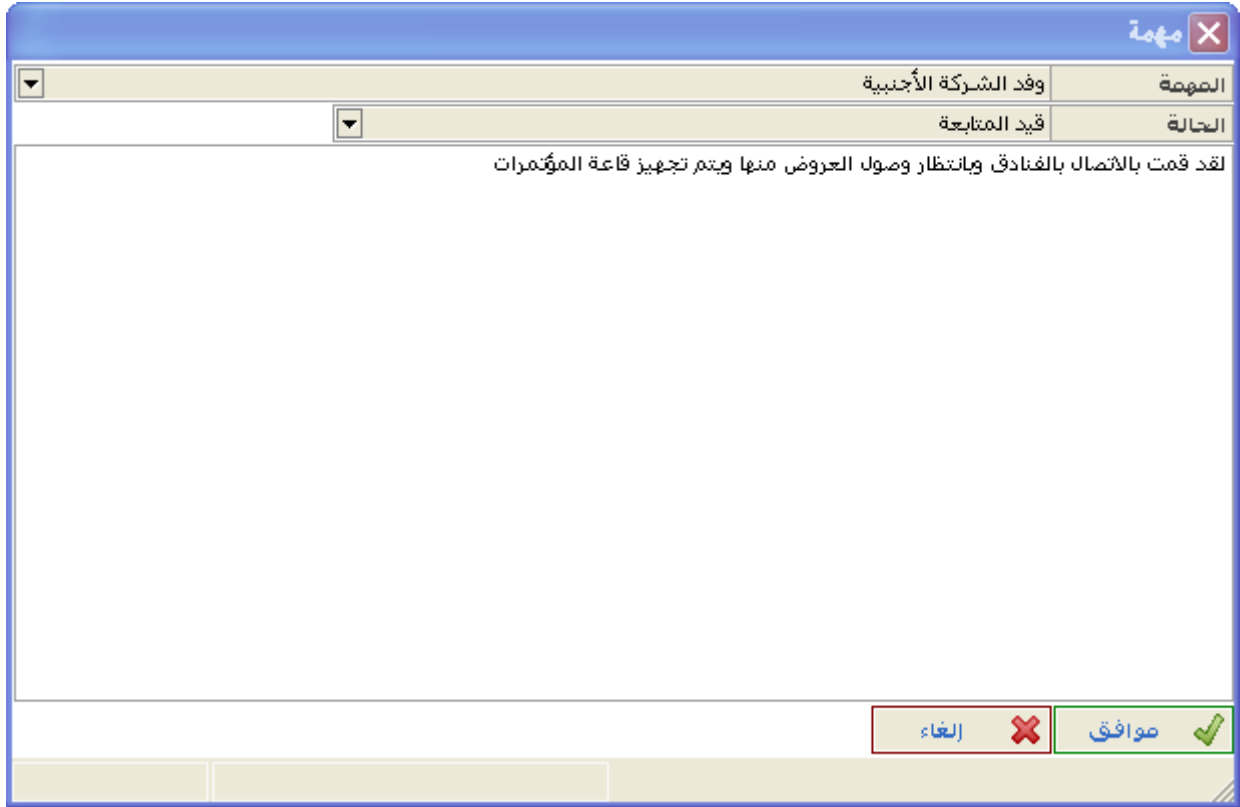 مهمة
المهمة وفد الشركة الأجنبية
الحالة قيد المتابعة
لقد قمت بالاتصال بالفنادق وبانتظار وصول العروض منها ويتم تجهيز قاعة المؤتمرات
موافق إلغاء